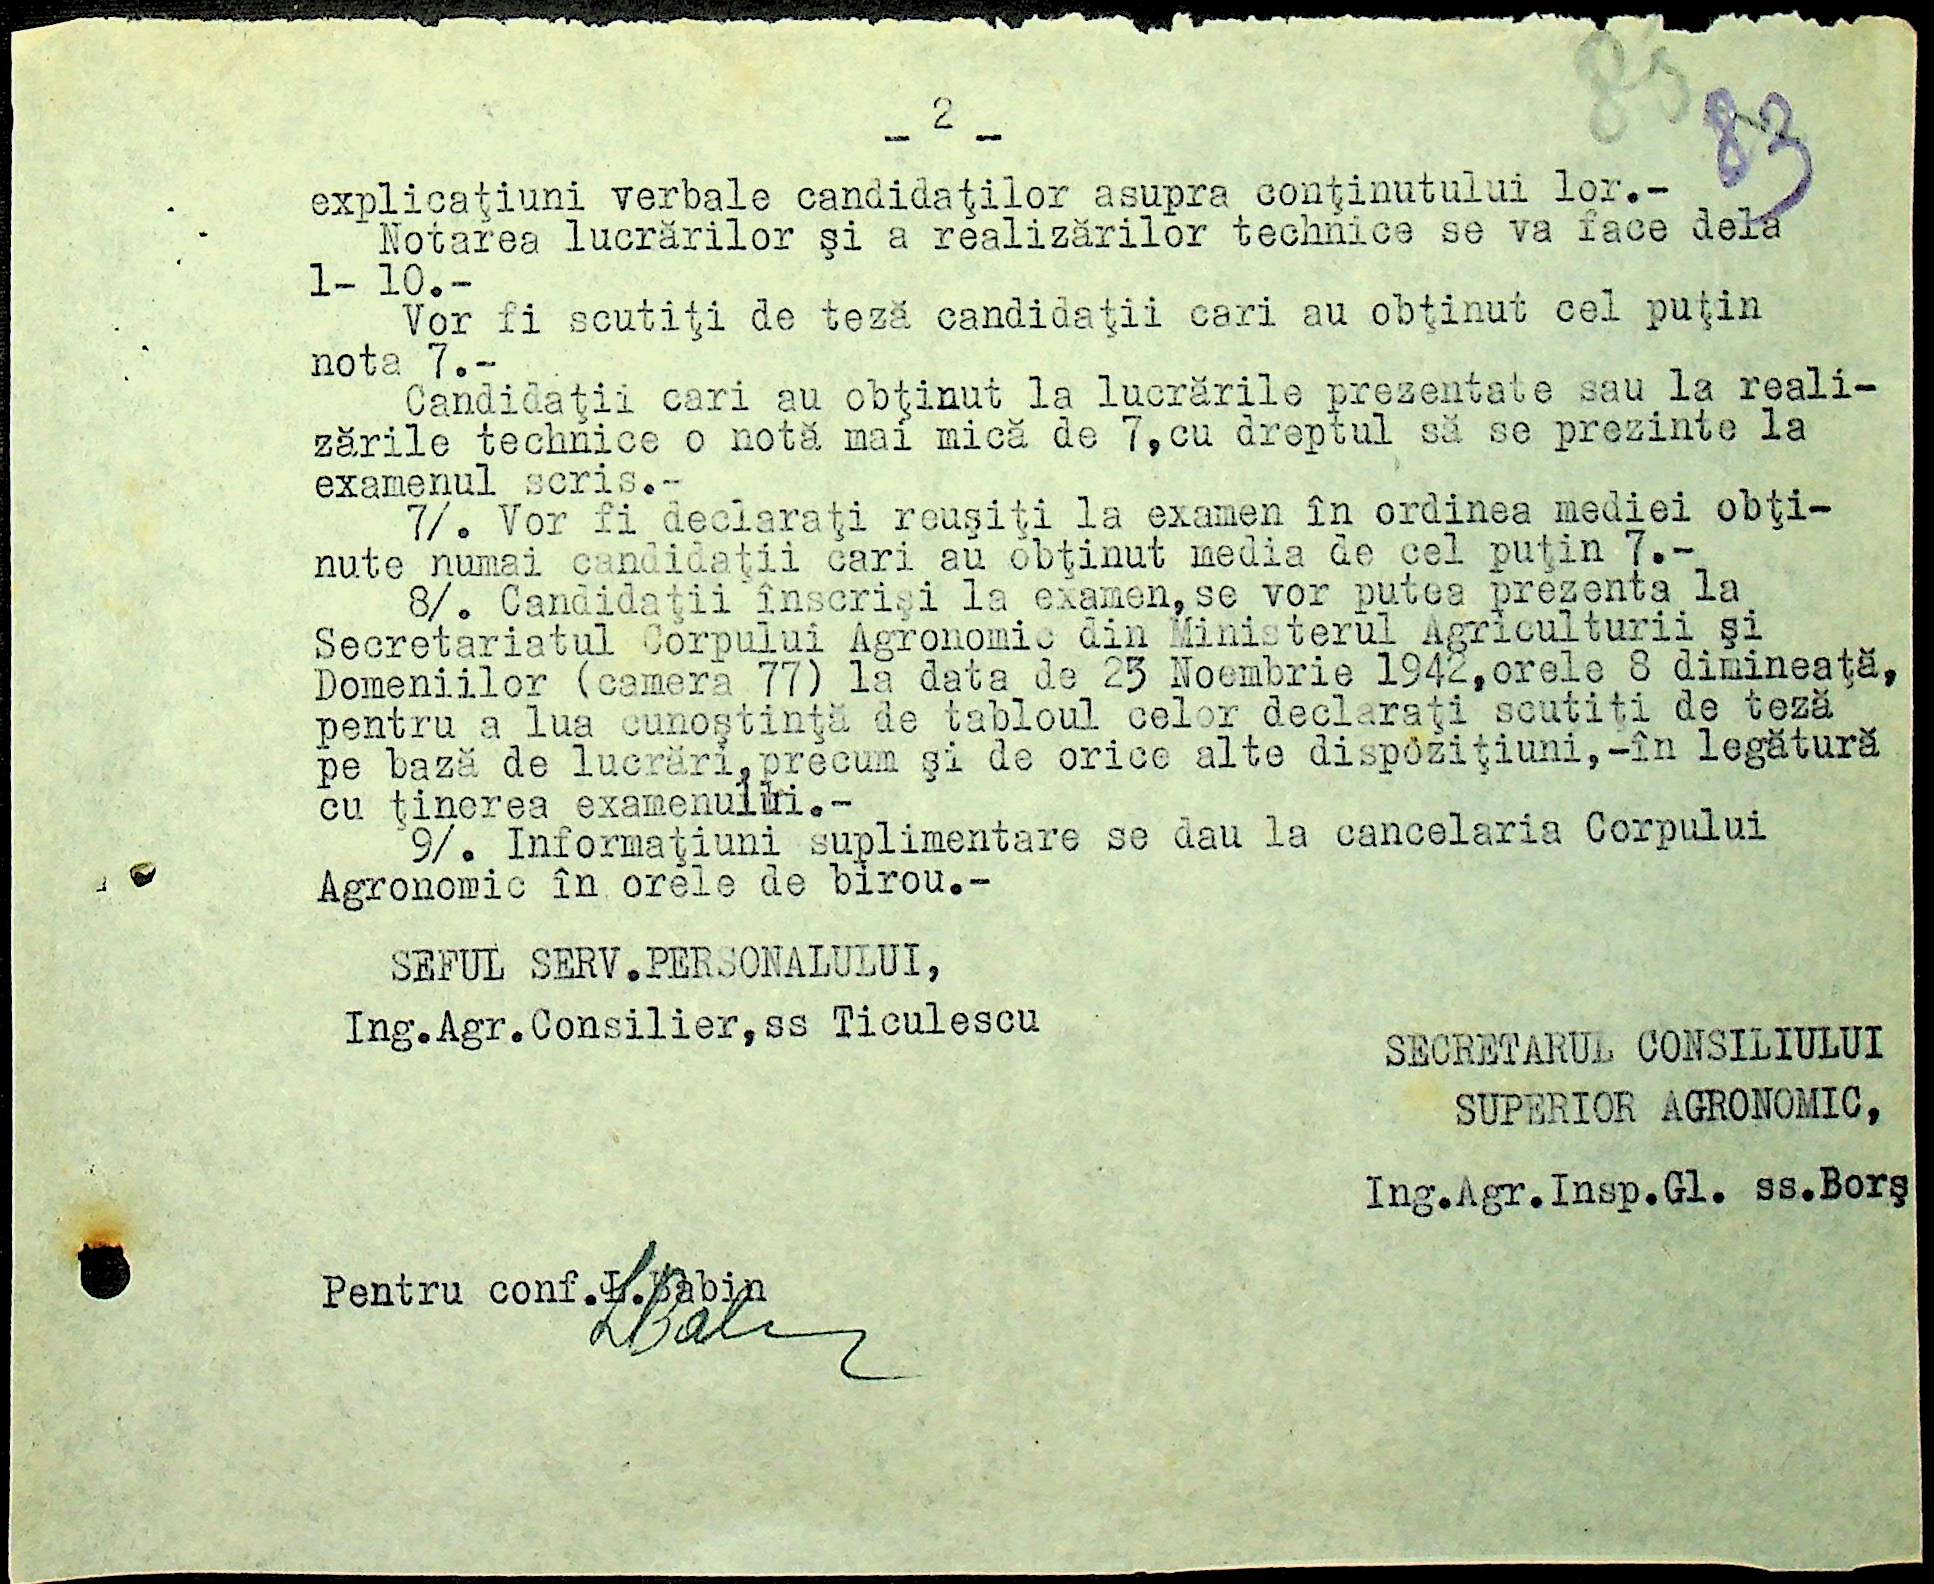 85
83
_ 2 _
explicaţiuni verbale candidaţilor asupra conţinutului lor.-
Notarea lucrărilor şi a realizărilor technice se va face dela
1- 10.-
Vor fi scutiţi de teză candidaţii cari au obţinut cel puţin
nota 7.-
Candidaţii cari au obţinut la lucrările prezentate sau la reali-
zările technice o notă mai mică de 7,cu dreptul să se prezinte la
examenul scris.-
7/. Vor fi declaraţi reuşiţi la examen în ordinea mediei obţi-
nute numai candidaţii cari au obţinut media de cel puţin 7.-
8/. Candidaţii înscrişi la examen,se vor putea prezenta la
Secretariatul Corpului Agronomic din Ministerul Agriculturii şi
Domeniilor (camera 77) la data de 25 Noembrie 1942,orele 8 dimineaţă,
pentru a lua cunoştinţă de tabloul celor declaraţi scutiţi de teză
pe bază de lucrări,precum şi de orice alte dispoziţiuni,-în legătură
cu ţinerea examenului.-
9/. Informaţiuni suplimentare se dau la cancelaria Corpului
Agronomic în orele de birou.-
SEFUL SERV.PERSONALULUI,
Ing.Agr.Consilier,ss Ticulescu
SECRETARUL CONSILIULUI
SUPERIOR AGRONOMIC,
Ing.Agr.Insp.Gl. ss.Borş
Pentru conf.L.Babin